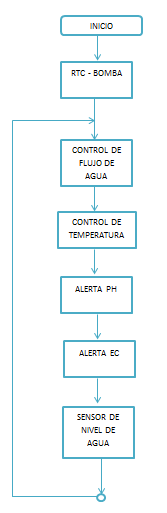 INICIO
RTC - BOMBA
CONTROL DE
FLUJO DE
AGUA
CONTROL DE
TEMPERATURA
ALERTA PH
ALERTA EC
SENSOR DE
NIVEL DE
AGUA